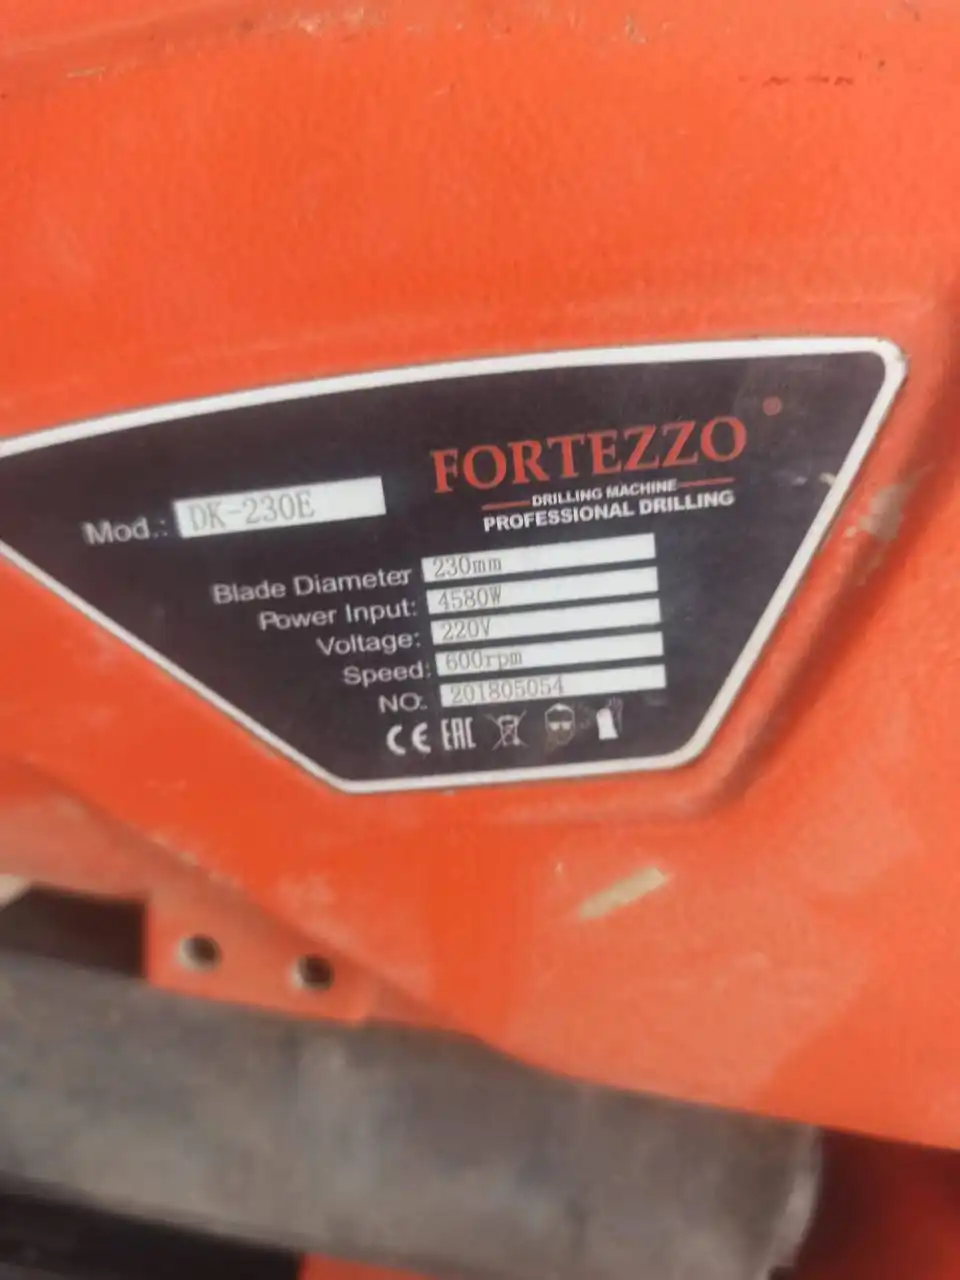 FORTEZZO
DRILLING MACHINE
PROFESSIONAL DRILLING
Mod.: DK-230E
Blade Diameter 230mm
Power Input: 4580W
Voltage: 220V
Speed: 600rpm
NO: 201805054
CE EAC